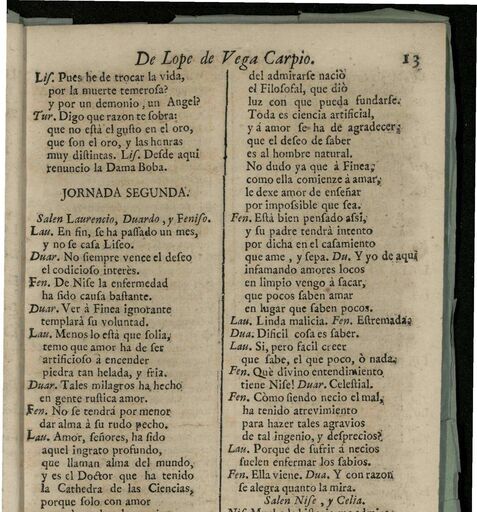 De Lope de Vega Carpio. 13
Lis. Pues he de trocar la vida,
por la muerte temerosa?
y por un demonio, un Angel?
Tur. Digo que razon te sobra:
que no está el gusto en el oro,
que son el oro, y las honras
muy distintas. Lis. Desde aqui
renuncio la Dama Boba.
JORNADA SEGUNDA.
Salen Laurencio, Duardo, y Feniso.
Lau. En fin, se ha passado un mes,
y no se casa Liseo.
Duar. No siempre vence el deseo
el codicioso interès.
Fen. De Nise la enfermedad
ha sido causa bastante.
Duar. Ver à Finea ignorante
templarà su voluntad.
Lau. Menos lo està que solia,
temo que amor ha de ser
artificioso à encender
piedra tan helada, y fria.
Duar. Tales milagros ha hecho
en gente rustica amor.
Fen. No se tendrà por menor
dar alma à su rudo pecho.
Lau. Amor, señores, ha sido
aquel ingrato profundo,
que llaman alma del mundo,
y es el Doctor que ha tenido
la Cathedra de las Ciencias,
porque solo con amor
del admirarse naciò
el Filosofal, que diò
luz con que pueda fundarse.
Toda es ciencia artificial,
y à amor se ha de agradecer,
que el deseo de saber
es al hombre natural.
No dudo ya que à Finea,
como ella comience à amar,
le dexe amor de enseñar
por impossible que sea.
Fen. Està bien pensado assi,
y su padre tendrà intento
por dicha en el casamiento
que ame, y sepa. Du. Y yo de aqui
infamando amores locos
en limpio vengo à sacar,
que pocos saben amar
en lugar que saben pocos.
Lau. Linda malicia. Fen. Estremada.
Dua. Dificil cosa es saber.
Lau. Si, pero facil creer
que sabe, el que poco, ò nada.
Fen. Què divino entendimiento
tiene Nise! Duar. Celestial.
Fen. Còmo siendo necio el mal,
ha tenido atrevimiento
para hazer tales agravios
de tal ingenio, y desprecios?
Lau. Porque de sufrir à necios
suelen enfermar los sabios.
Fen. Ella viene. Dua. Y con razon
se alegra quanto la mira.
Salen Nise, y Celia.